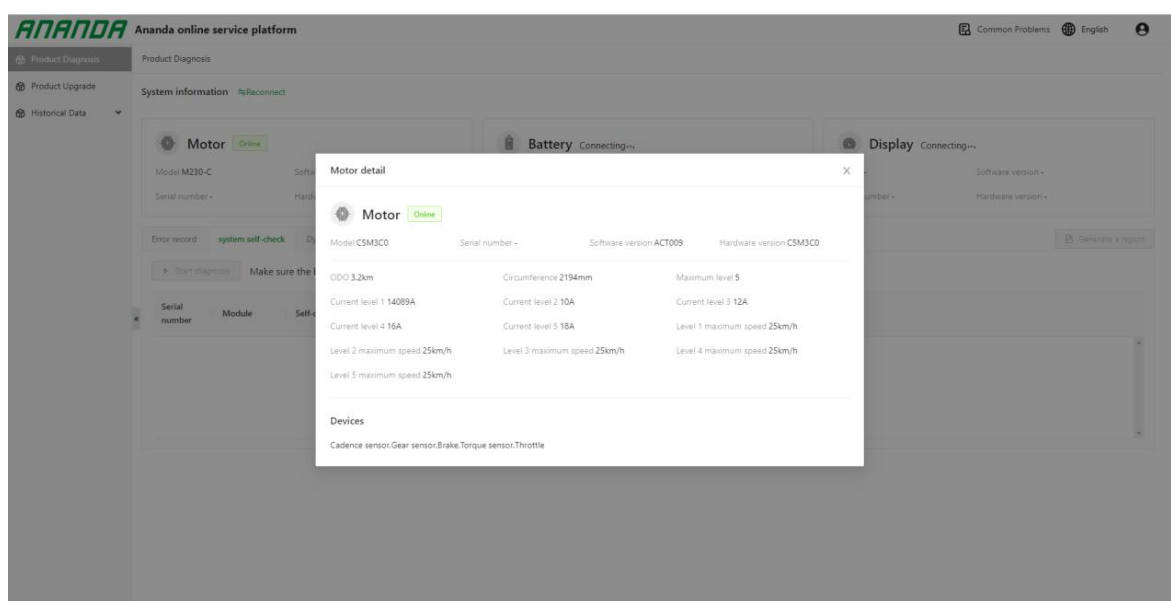 ANANDA Ananda online service platform Common Problems English
Product Diagnosis Product Diagnosis
Product Upgrade
System information Reconnect
Historical Data
Motor Online Battery Connecting... Display Connecting...
Model M230-C Software version -
Serial number - Hardware version -
Error record system self-check Generate a report
Start diagnosis Make sure the
Serial number Module
Motor detail X
Motor Online
Model C5M3C0 Serial number - Software version ACT009 Hardware version C5M3C0
ODO 3.2km Circumference 2194mm Maximum level 5
Current level 1 14089A Current level 2 10A Current level 3 12A
Current level 4 16A Current level 5 18A Level 1 maximum speed 25km/h
Level 2 maximum speed 25km/h Level 3 maximum speed 25km/h Level 4 maximum speed 25km/h
Level 5 maximum speed 25km/h
Devices
Cadence sensor.Gear sensor.Brake.Torque sensor.Throttle